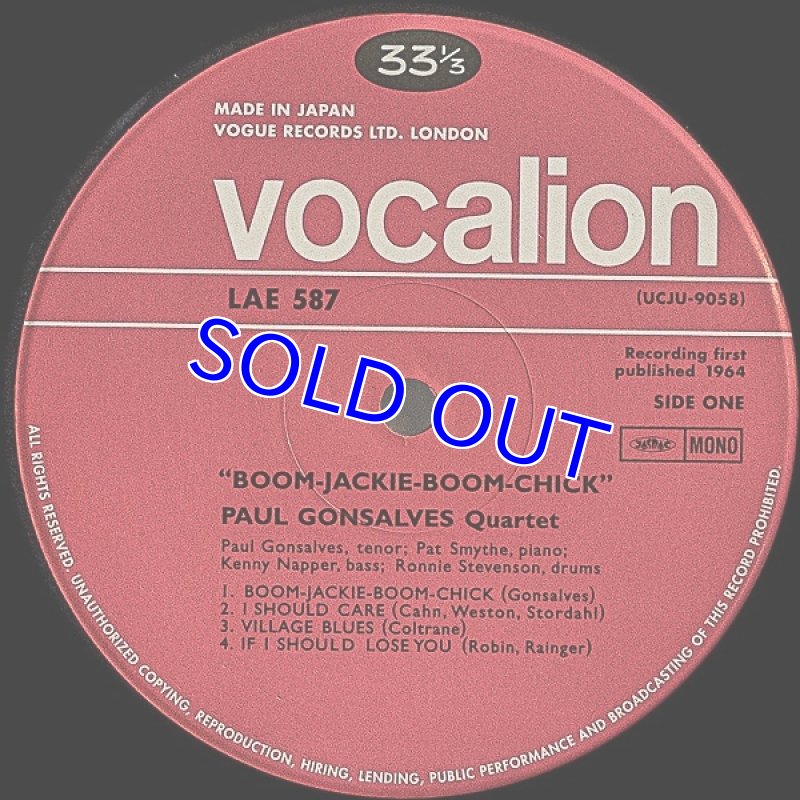 33⅓
MADE IN JAPAN
VOGUE RECORDS LTD. LONDON
vocalion
LAE 587
(UCJU-9058)
Recording first
published 1964
SIDE ONE
JASRAC
MONO
SOLD OUT
"BOOM-JACKIE-BOOM-CHICK"
PAUL GONSALVES Quartet
Paul Gonsalves, tenor; Pat Smythe, piano;
Kenny Napper, bass; Ronnie Stevenson, drums
1. BOOM-JACKIE-BOOM-CHICK (Gonsalves)
2. I SHOULD CARE (Cahn, Weston, Stordahl)
3. VILLAGE BLUES (Coltrane)
4. IF I SHOULD LOSE YOU (Robin, Rainger)
ALL RIGHTS RESERVED. UNAUTHORIZED COPYING, REPRODUCTION, HIRING, LENDING, PUBLIC PERFORMANCE AND BROADCASTING OF THIS RECORD PROHIBITED.